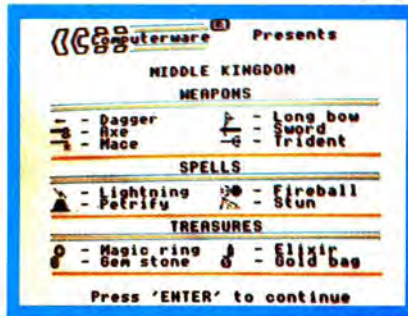 Computerware® Presents
MIDDLE KINGDOM
WEAPONS
- Dagger - Long bow
- Axe - Sword
- Mace - Trident
SPELLS
- Lightning - Fireball
- Petrify - Stun
TREASURES
- Magic ring - Elixir
- Gem stone - Gold bag
Press 'ENTER' to continue